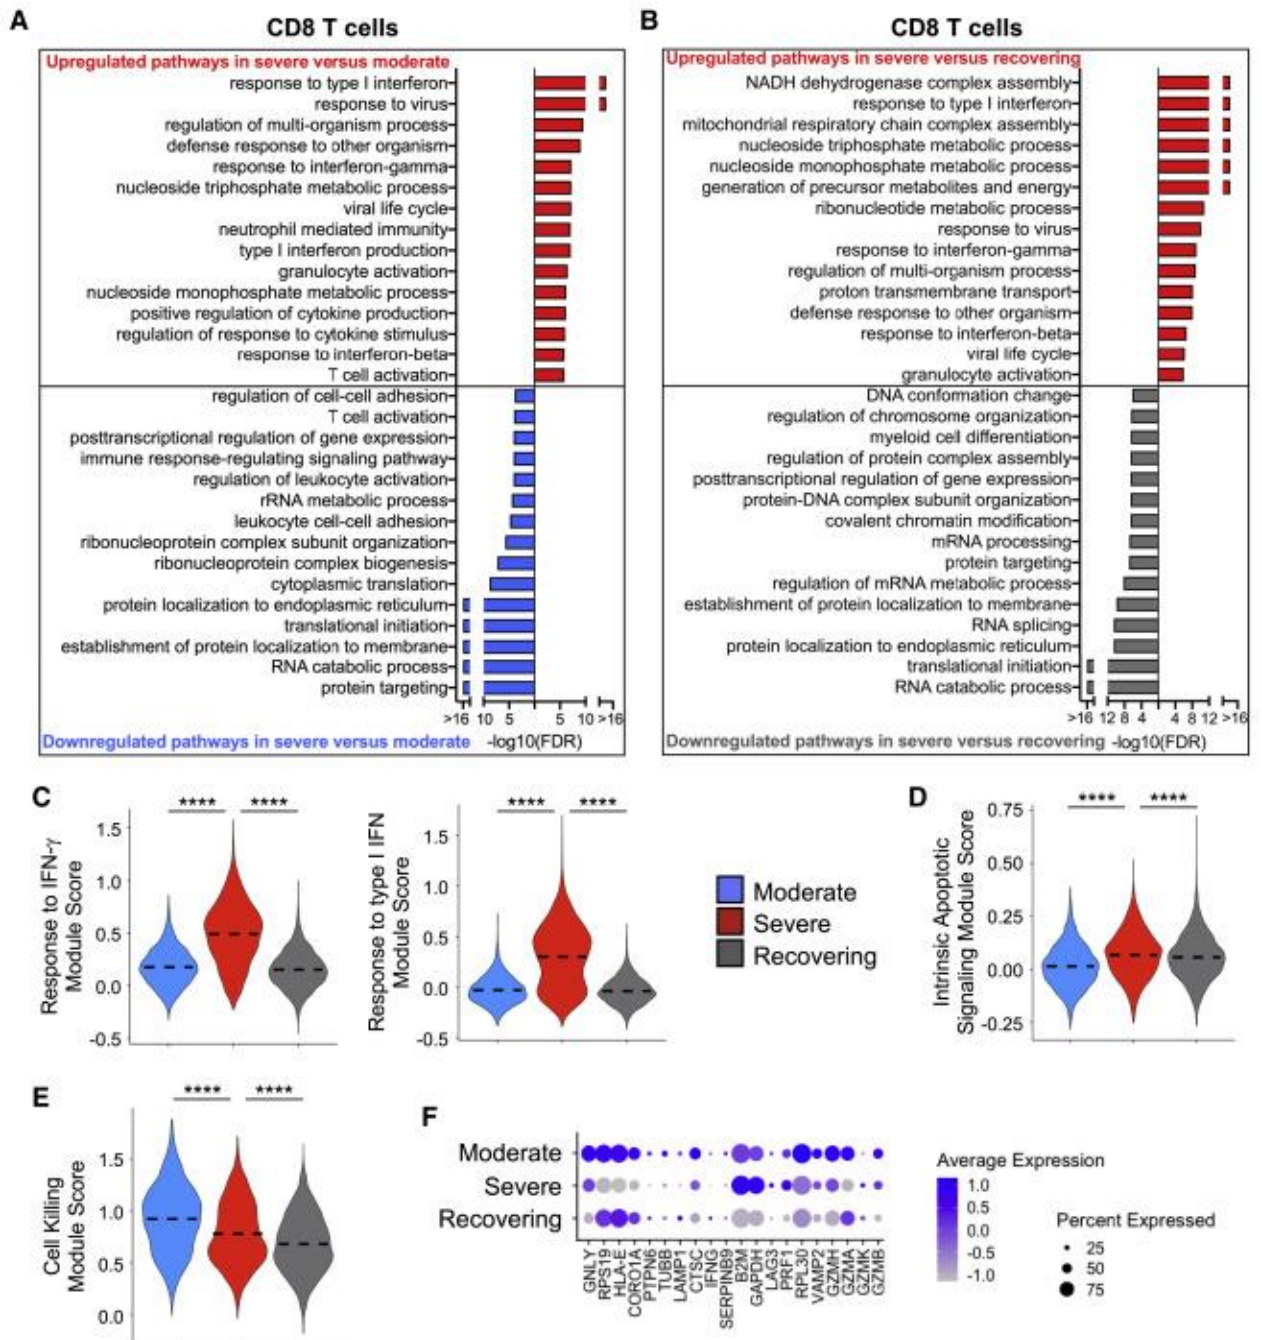 A
CD8 T cells
Upregulated pathways in severe versus moderate
response to type I interferon
response to virus
regulation of multi-organism process
defense response to other organism
response to interferon-gamma
nucleoside triphosphate metabolic process
viral life cycle
neutrophil mediated immunity
type I interferon production
granulocyte activation
nucleoside monophosphate metabolic process
positive regulation of cytokine production
regulation of response to cytokine stimulus
response to interferon-beta
T cell activation
regulation of cell-cell adhesion
T cell activation
posttranscriptional regulation of gene expression
immune response-regulating signaling pathway
regulation of leukocyte activation
rRNA metabolic process
leukocyte cell-cell adhesion
ribonucleoprotein complex subunit organization
ribonucleoprotein complex biogenesis
cytoplasmic translation
protein localization to endoplasmic reticulum
translational initiation
establishment of protein localization to membrane
RNA catabolic process
protein targeting
>16 10 5 5 10 >16
Downregulated pathways in severe versus moderate -log10(FDR)
B
CD8 T cells
Upregulated pathways in severe versus recovering
NADH dehydrogenase complex assembly
response to type I interferon
mitochondrial respiratory chain complex assembly
nucleoside triphosphate metabolic process
nucleoside monophosphate metabolic process
generation of precursor metabolites and energy
ribonucleotide metabolic process
response to virus
response to interferon-gamma
regulation of multi-organism process
proton transmembrane transport
defense response to other organism
response to interferon-beta
viral life cycle
granulocyte activation
DNA conformation change
regulation of chromosome organization
myeloid cell differentiation
regulation of protein complex assembly
posttranscriptional regulation of gene expression
protein-DNA complex subunit organization
covalent chromatin modification
mRNA processing
protein targeting
regulation of mRNA metabolic process
establishment of protein localization to membrane
RNA splicing
protein localization to endoplasmic reticulum
translational initiation
RNA catabolic process
>16 12 8 4 4 8 12 >16
Downregulated pathways in severe versus recovering -log10(FDR)
C
Response to IFN-γ
Module Score
1.5
1.0
0.5
0.0
-0.5
**** ****
Response to type I IFN
Module Score
1.5
1.0
0.5
0.0
-0.5
**** ****
Moderate
Severe
Recovering
D
Intrinsic Apoptotic
Signaling Module Score
0.75
0.50
0.25
0.00
-0.25
**** ****
E
Cell Killing
Module Score
1.5
1.0
0.5
0.0
**** ****
F
Moderate
Severe
Recovering
GNLY
RPS19
HLA-E
CORO1A
PTPN6
TUBB
LAMP1
CTSC
IFNG
SERPINB9
B2M
GAPDH
LAG3
PRF1
RPL30
VAMP2
GZMH
GZMA
GZMK
GZMB
Average Expression
1.0
0.5
0.0
-0.5
-1.0
Percent Expressed
25
50
75